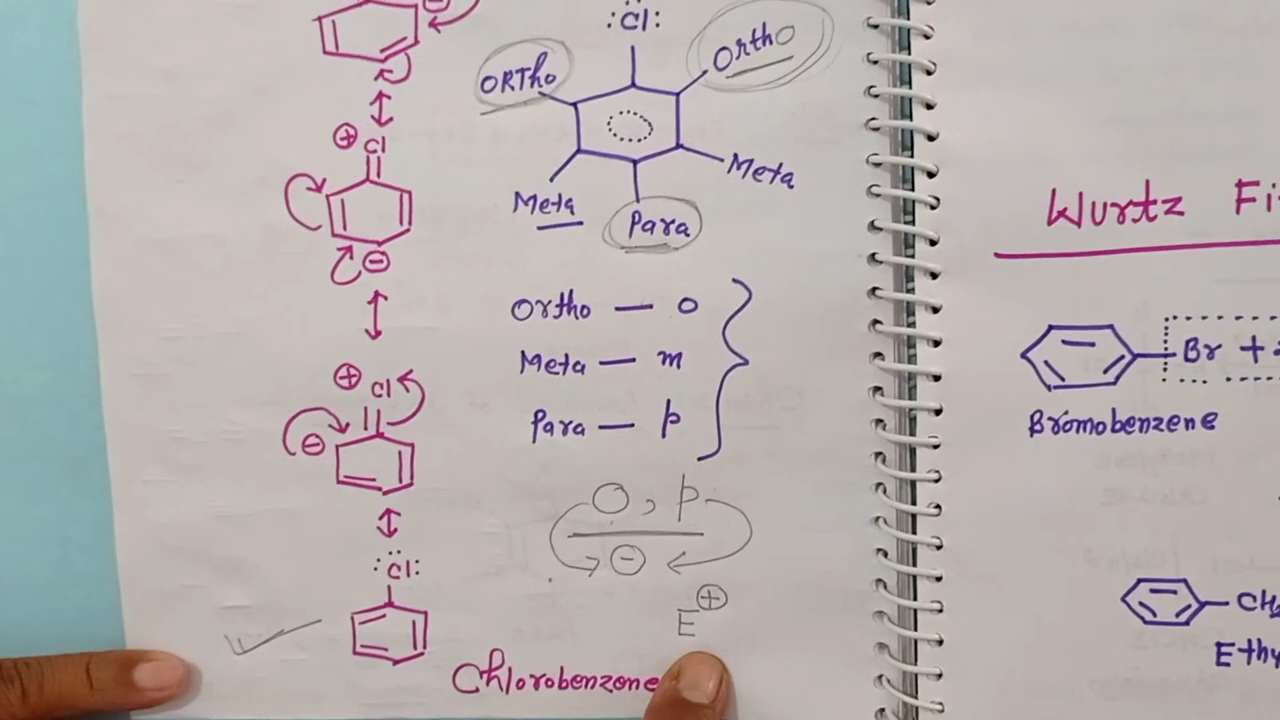 :Cl:
ORTho
Ortho
⊕
Cl
Meta
Meta
Para
⊖
Ortho — o
Meta — m
Para — p
⊕
Cl
⊖
O, p
⊖
:Cl:
E⊕
Chlorobenzene
Wurtz Fi
Br +
Bromobenzene
CH
Ethy